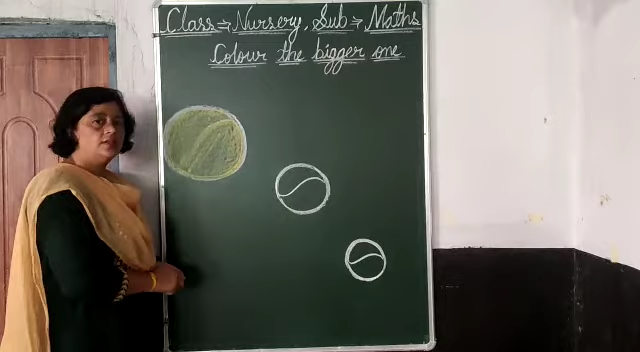 Class → Nursery, Sub → Maths
Colour the bigger one